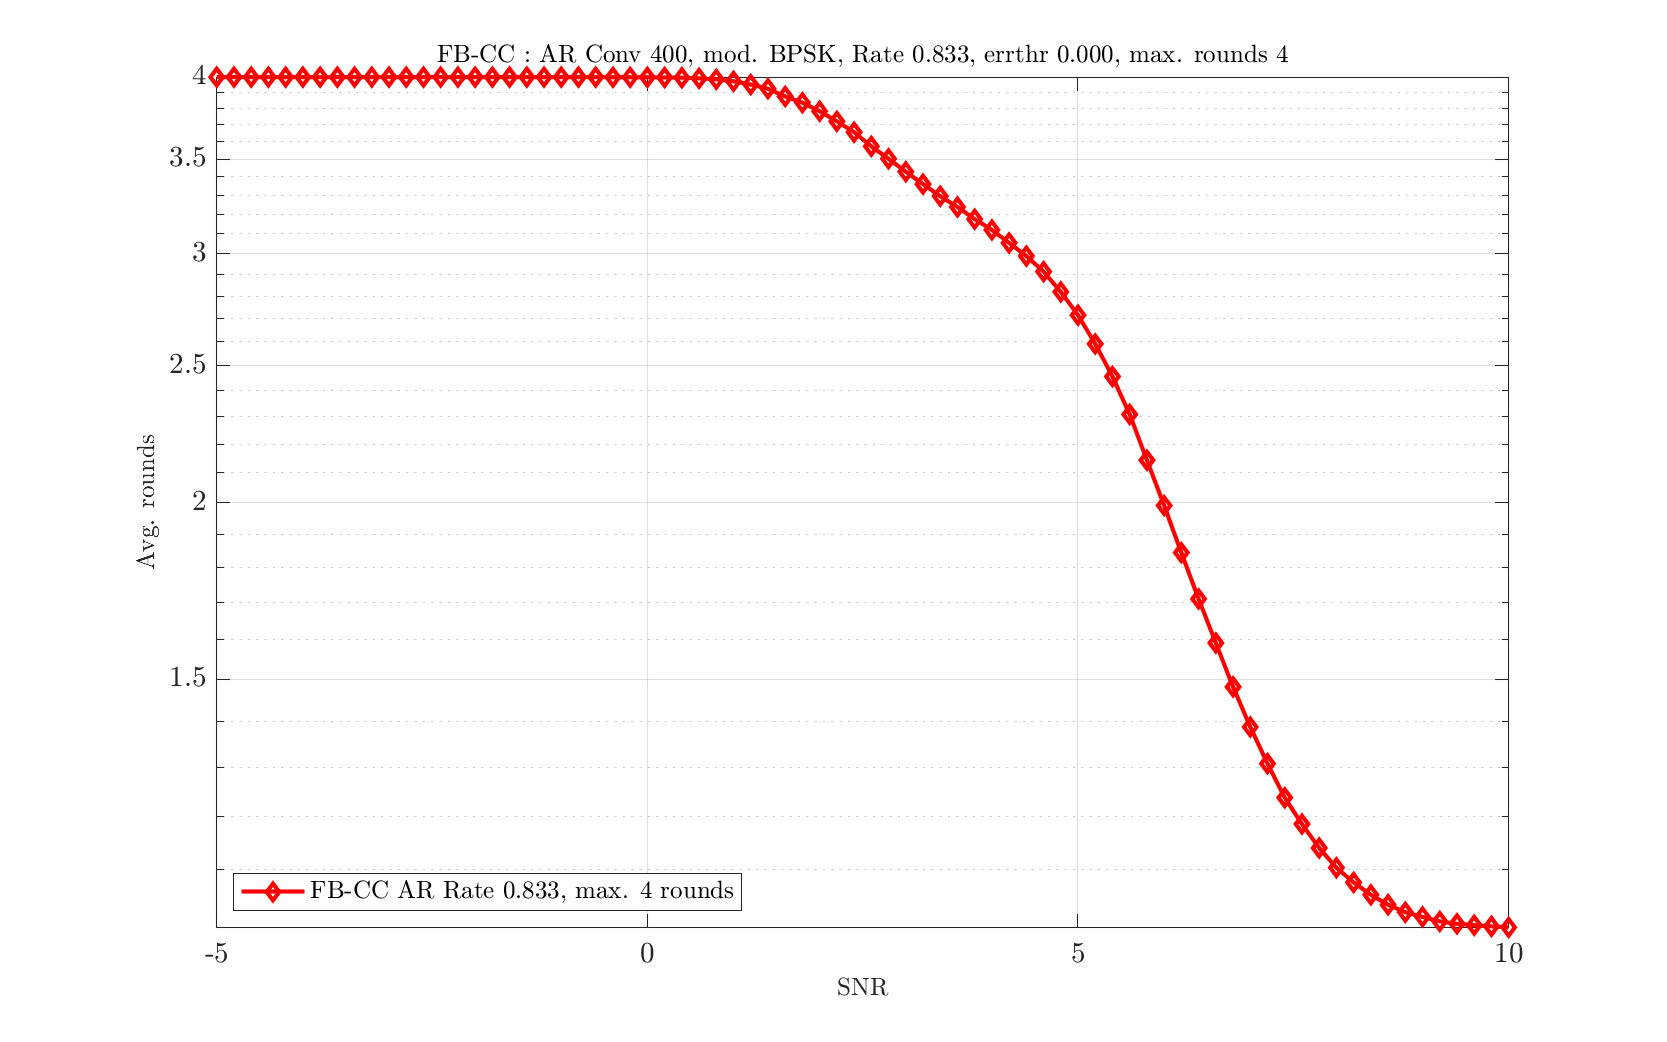 FB-CC : AR Conv 400, mod. BPSK, Rate 0.833, errthr 0.000, max. rounds 4
4
3.5
3
2.5
2
1.5
Avg. rounds
FB-CC AR Rate 0.833, max. 4 rounds
-5
0
5
10
SNR